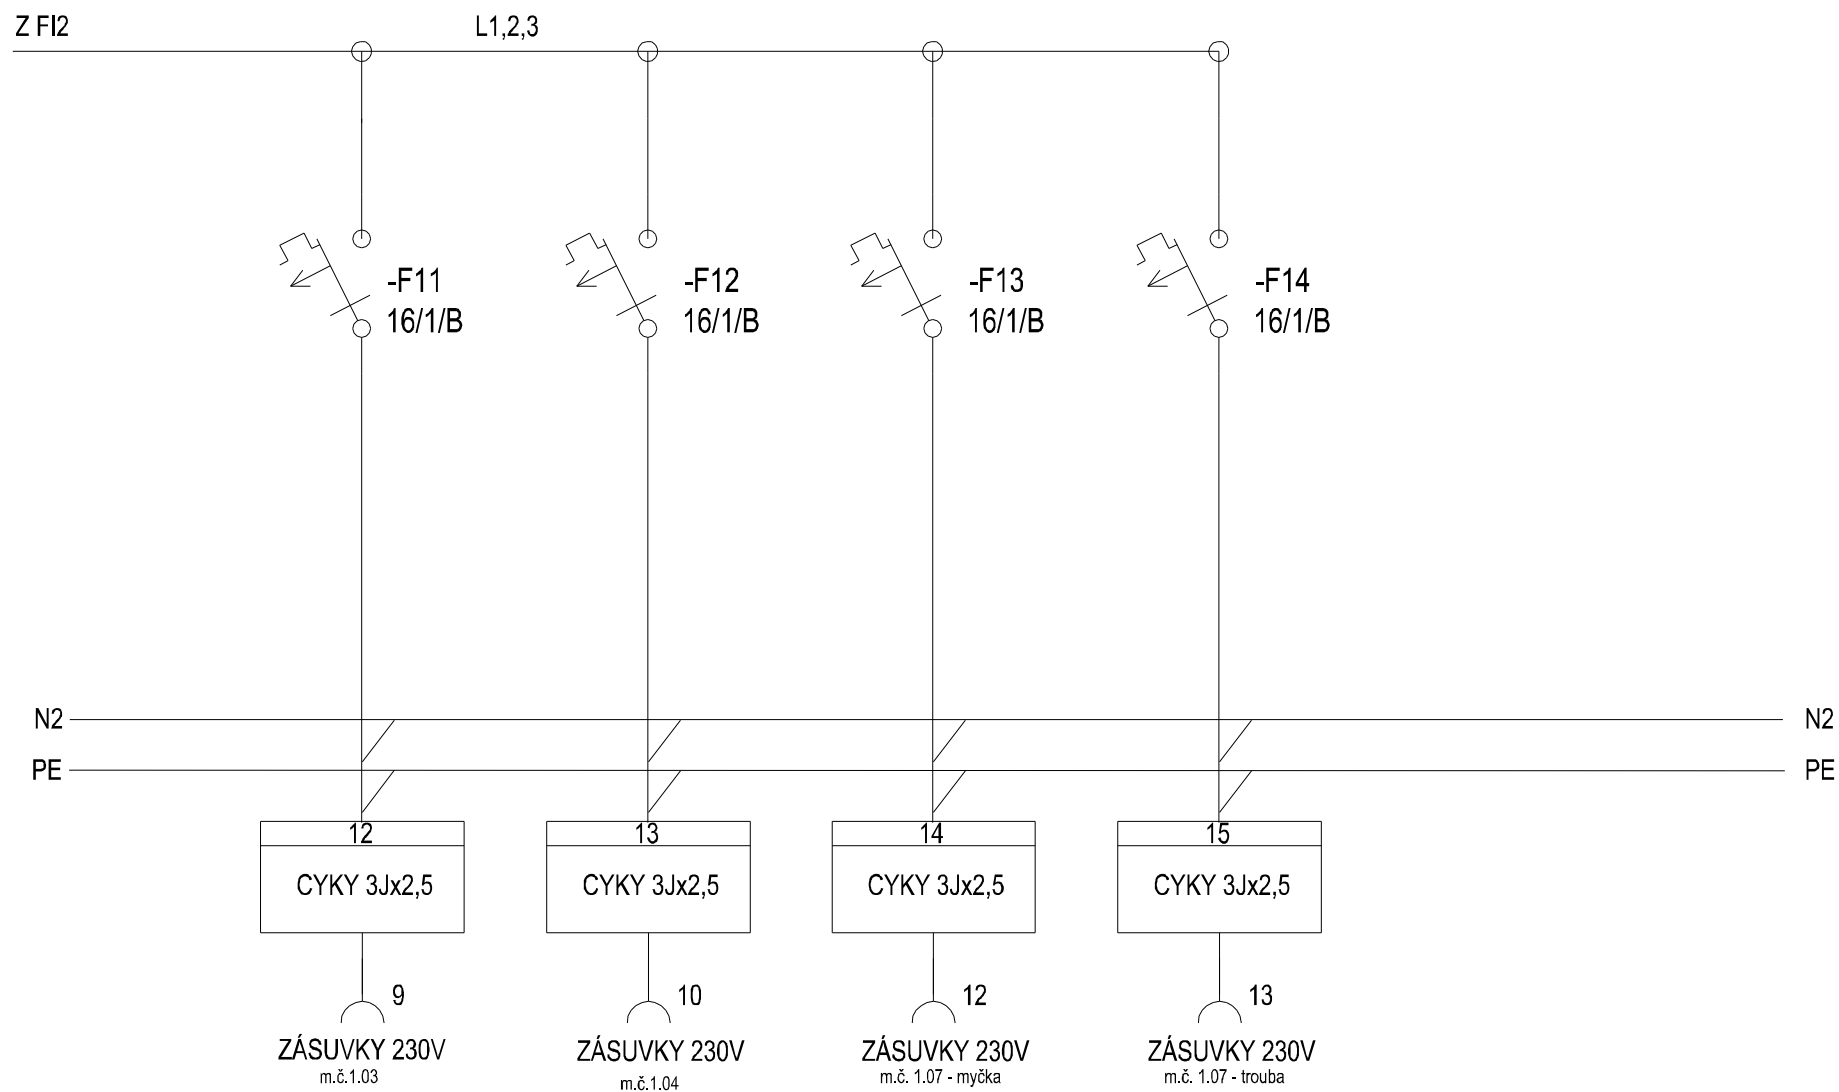 Z FI2
L1,2,3
-F11
16/1/B
-F12
16/1/B
-F13
16/1/B
-F14
16/1/B
N2
N2
PE
PE
12
CYKY 3Jx2,5
13
CYKY 3Jx2,5
14
CYKY 3Jx2,5
15
CYKY 3Jx2,5
9
ZÁSUVKY 230V
m.č.1.03
10
ZÁSUVKY 230V
m.č.1.04
12
ZÁSUVKY 230V
m.č. 1.07 - myčka
13
ZÁSUVKY 230V
m.č. 1.07 - trouba